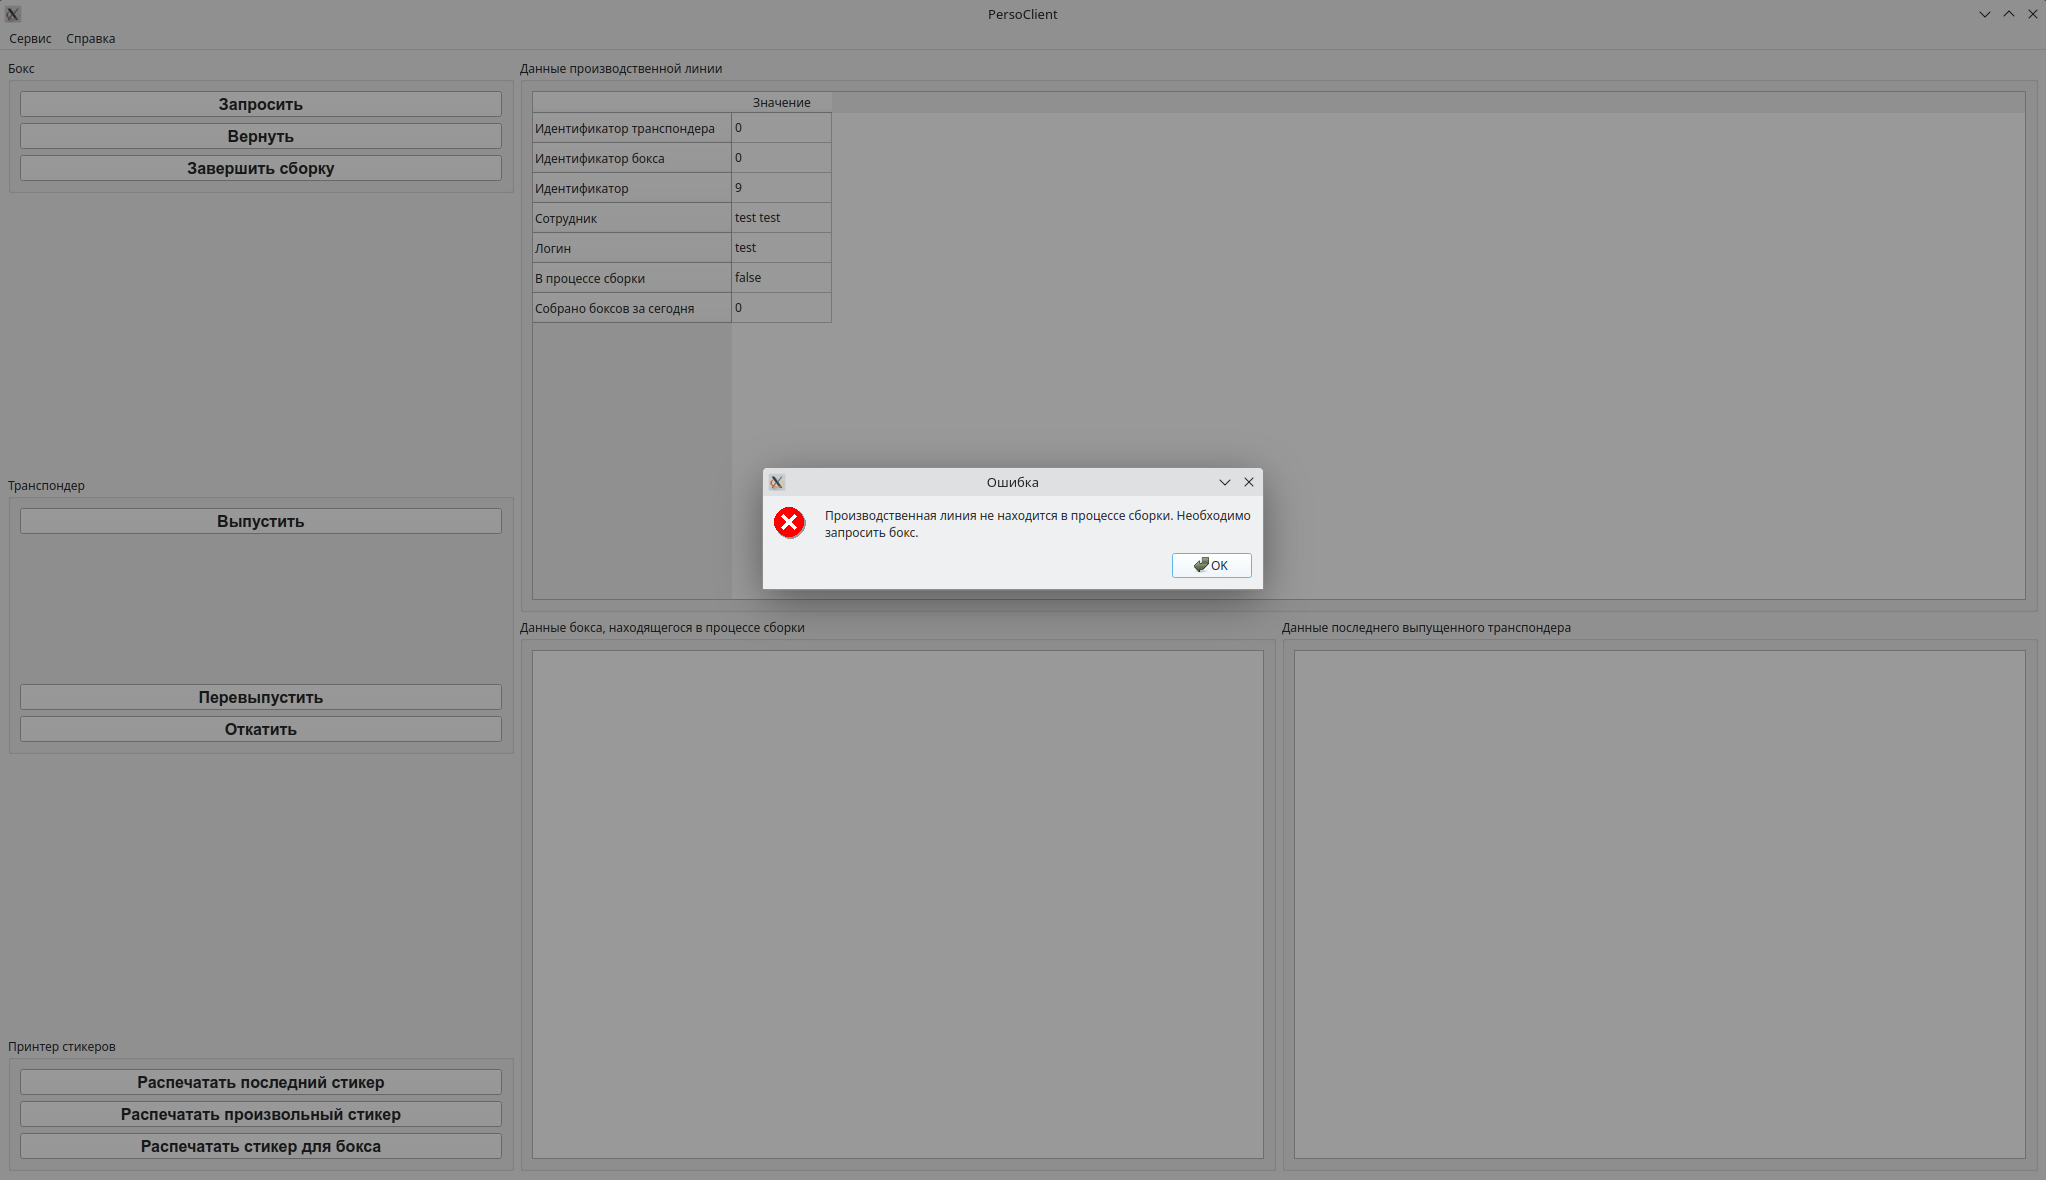 PersoClient
Сервис Справка
Бокс
Запросить
Вернуть
Завершить сборку
Данные производственной линии
Значение
Идентификатор транспондера 0
Идентификатор бокса 0
Идентификатор 9
Сотрудник test test
Логин test
В процессе сборки false
Собрано боксов за сегодня 0
Ошибка
Производственная линия не находится в процессе сборки. Необходимо
запросить бокс.
OK
Транспондер
Выпустить
Перевыпустить
Откатить
Данные бокса, находящегося в процессе сборки
Данные последнего выпущенного транспондера
Принтер стикеров
Распечатать последний стикер
Распечатать произвольный стикер
Распечатать стикер для бокса